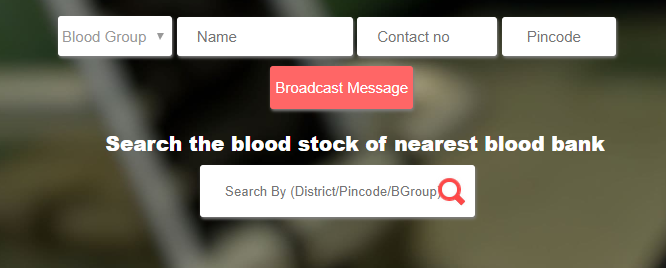 Blood Group Name Contact no Pincode
Broadcast Message
Search the blood stock of nearest blood bank
Search By (District/Pincode/BGroup)